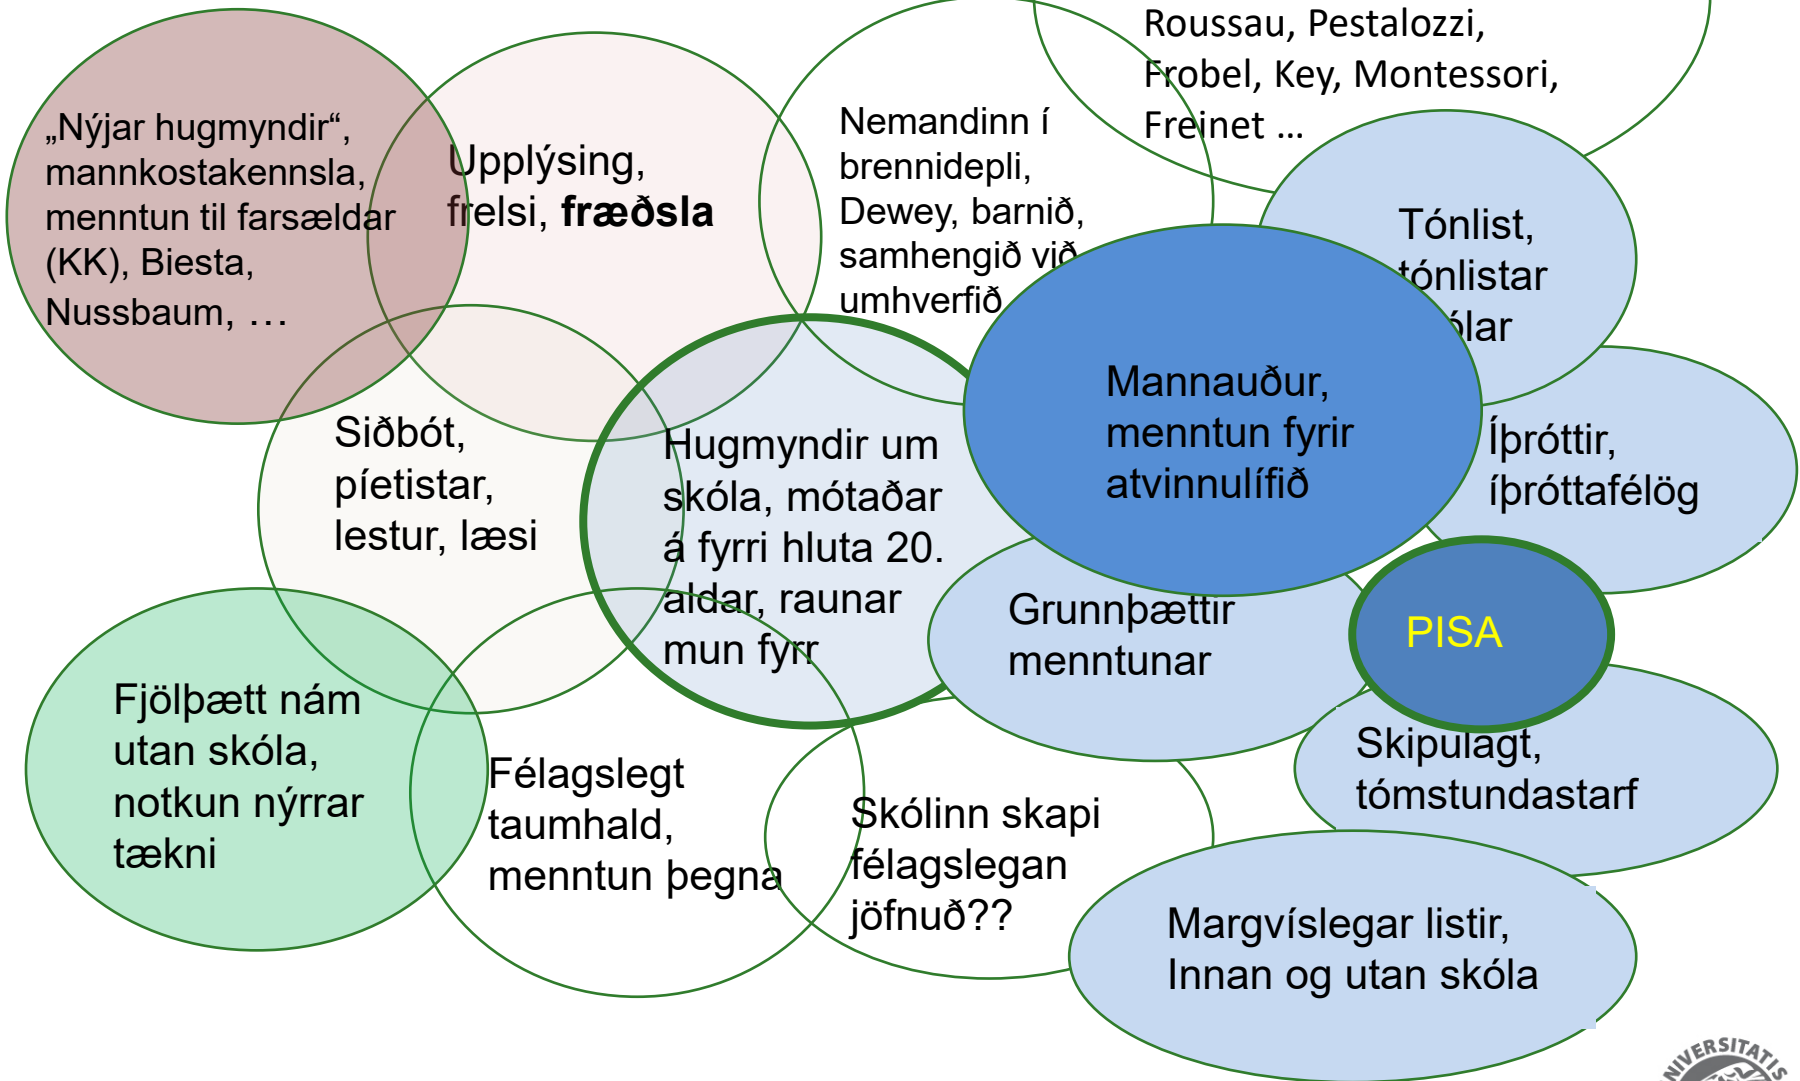 Roussau, Pestalozzi,
Frobel, Key, Montessori,
Freinet ...
„Nýjar hugmyndir“,
mannkostakennsla,
menntun til farsældar
(KK), Biesta,
Nussbaum, ...
Upplýsing,
frelsi, fræðsla
Nemandinn í
brennidepli,
Dewey, barnið,
samhengið við
umhverfið
Tónlist,
tónlistar
ólar
Mannauður,
menntun fyrir
atvinnulífið
Íþróttir,
íþróttafélög
Siðbót,
píetistar,
lestur, læsi
Hugmyndir um
skóla, mótaðar
á fyrri hluta 20.
aldar, raunar
mun fyrr
Grunnþættir
menntunar
PISA
Fjölþætt nám
utan skóla,
notkun nýrrar
tækni
Félagslegt
taumhald,
menntun þegna
Skólinn skapi
félagslegan
jöfnuð??
Skipulagt,
tómstundastarf
Margvíslegar listir,
Innan og utan skóla
NIVERSITATIS